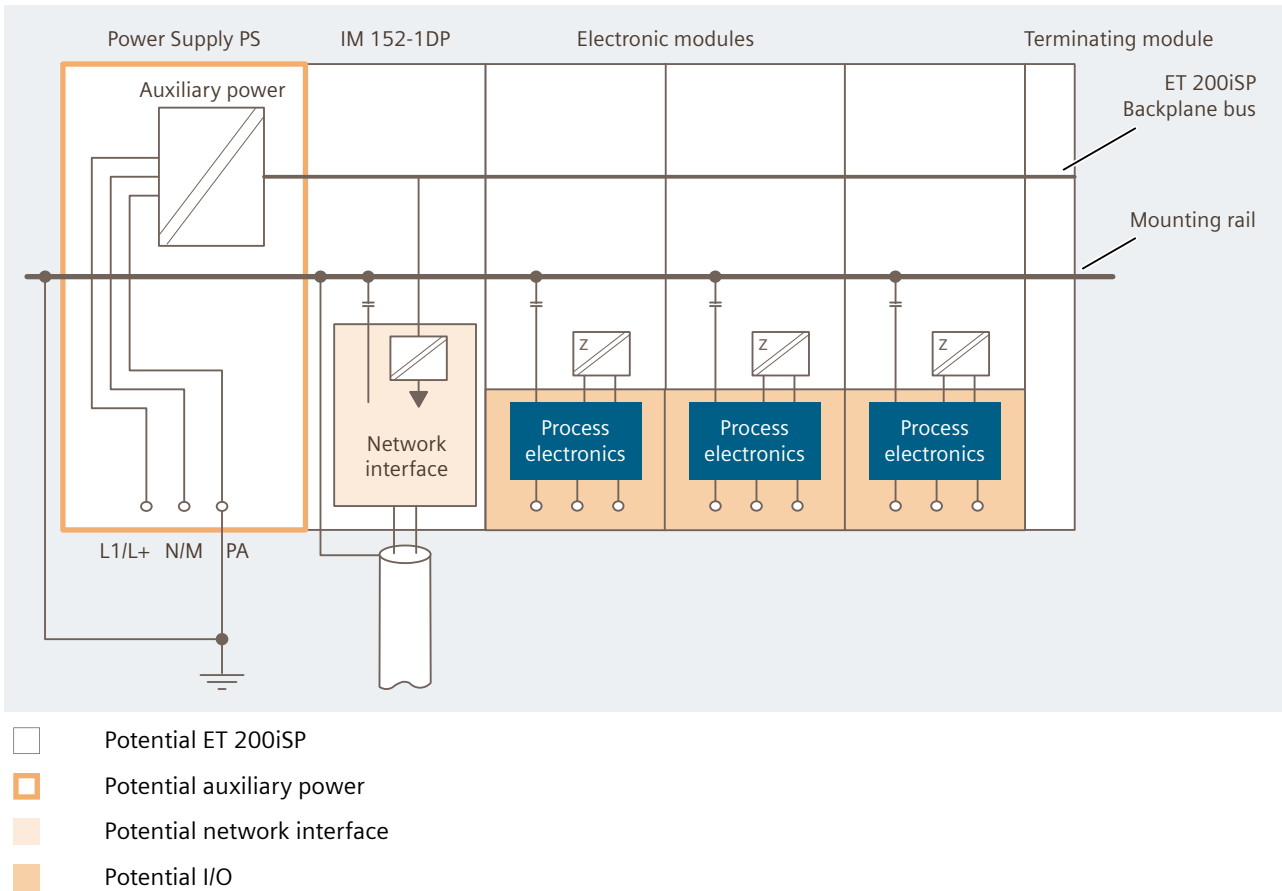 Power Supply PS
IM 152-1DP
Electronic modules
Terminating module
Auxiliary power
ET 200iSP
Backplane bus
Mounting rail
Z
Z
Z
Network
interface
Process
electronics
Process
electronics
Process
electronics
L1/L+ N/M PA
Potential ET 200iSP
Potential auxiliary power
Potential network interface
Potential I/O